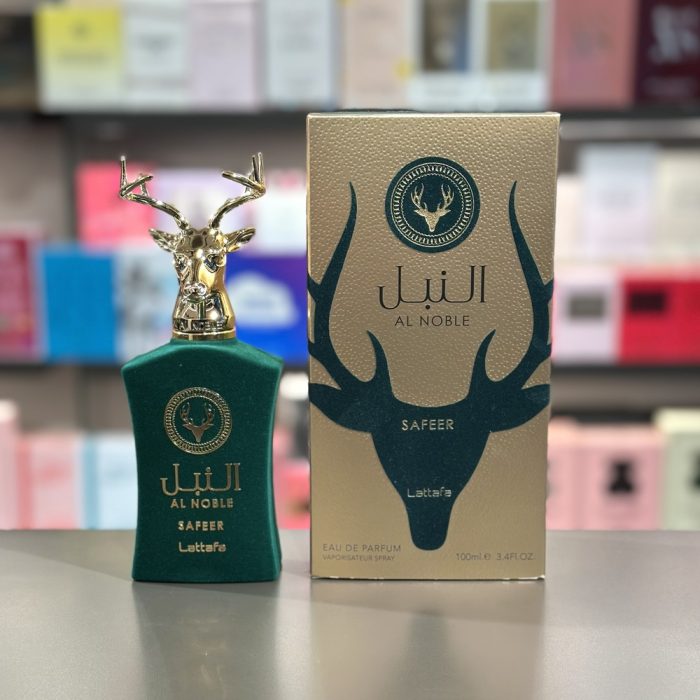 النبل
AL NOBLE
SAFEER
Lattafa
النبل
AL NOBLE
SAFEER
Lattafa
EAU DE PARFUM
VAPORISATEUR SPRAY
100ml ℮ 3.4FL.OZ.